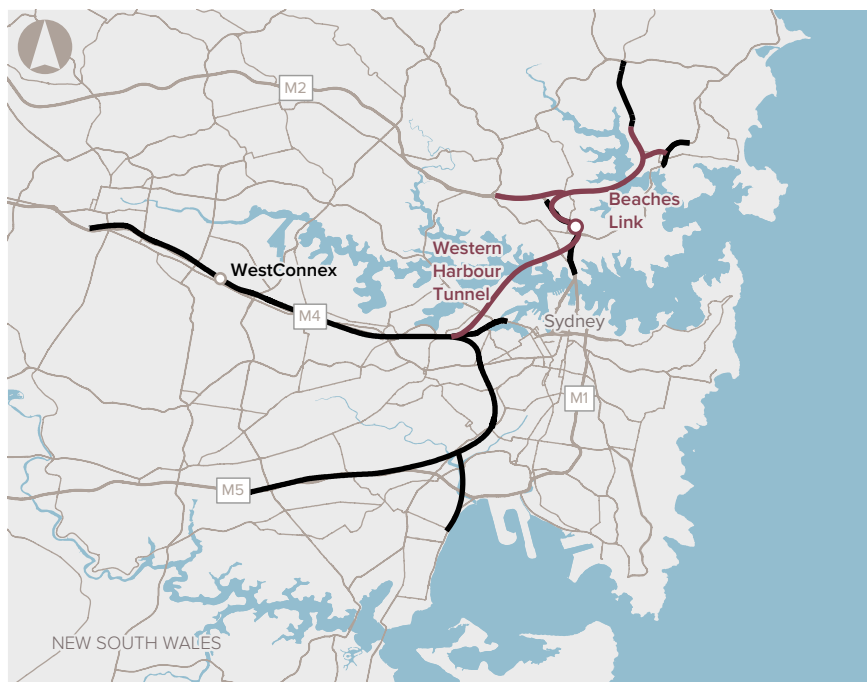 M2
Beaches
Link
Western
Harbour
Tunnel
WestConnex
M4
Sydney
M1
M5
NEW SOUTH WALES